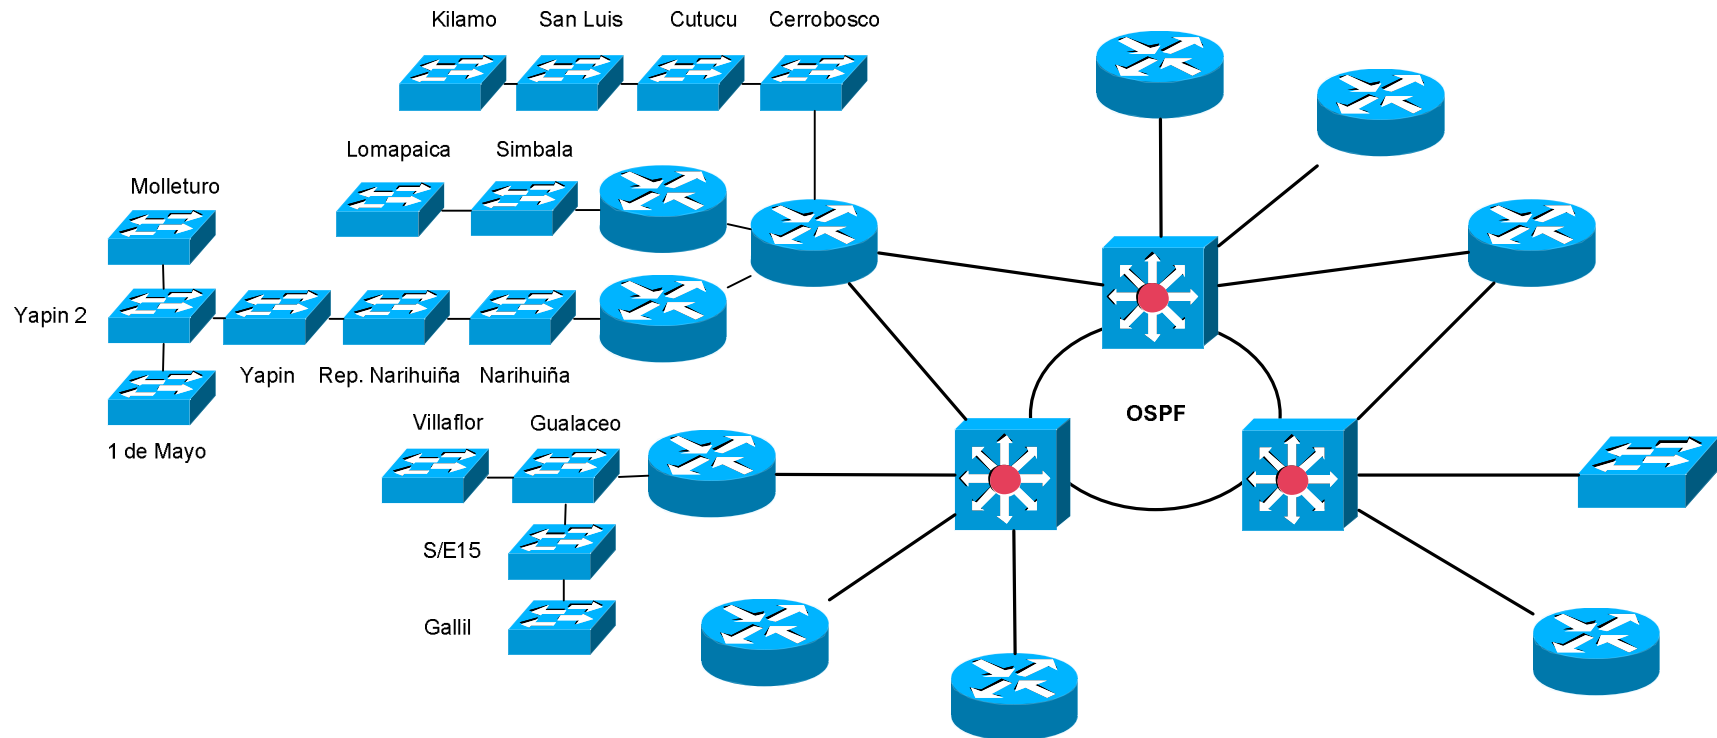 Kilamo
San Luis
Cutucu
Cerrobosco
Lomapaica
Simbala
Molleturo
Yapin 2
Yapin
Rep. Narihuiña
Narihuiña
1 de Mayo
Villaflor
Gualaceo
OSPF
S/E15
Gallil